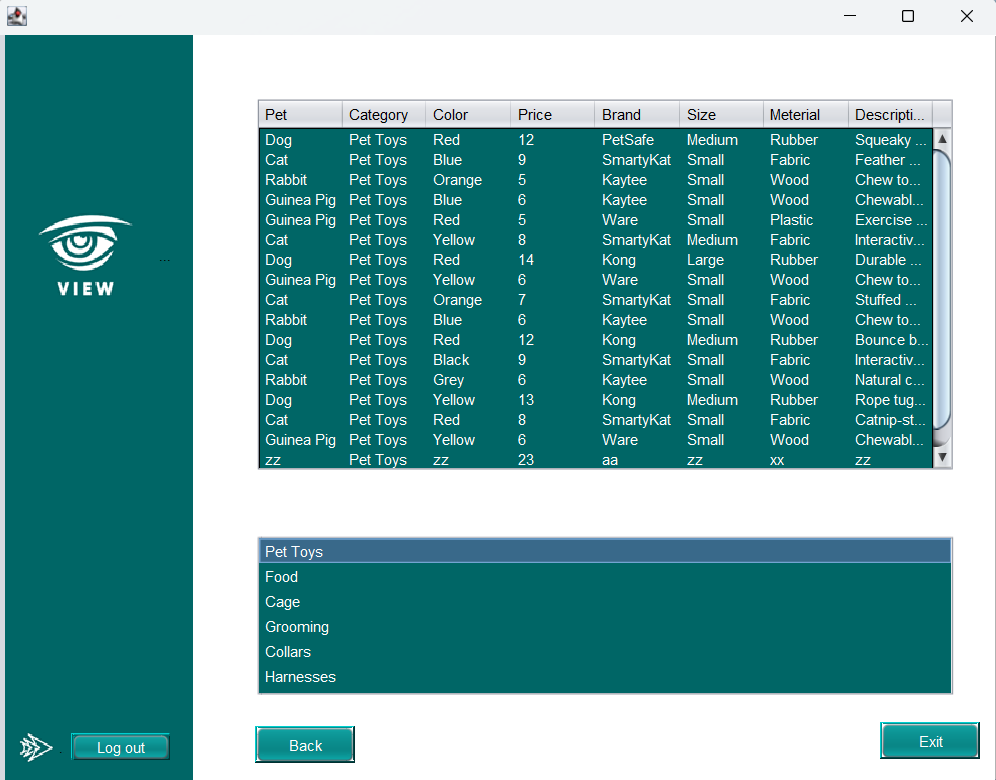 Pet Category Color Price Brand Size Meterial Descripti...
Dog Pet Toys Red 12 PetSafe Medium Rubber Squeaky ...
Cat Pet Toys Blue 9 SmartyKat Small Fabric Feather ...
Rabbit Pet Toys Orange 5 Kaytee Small Wood Chew to...
Guinea Pig Pet Toys Blue 6 Kaytee Small Wood Chewabl...
Guinea Pig Pet Toys Red 5 Ware Small Plastic Exercise ...
Cat Pet Toys Yellow 8 SmartyKat Medium Fabric Interactiv...
Dog Pet Toys Red 14 Kong Large Rubber Durable ...
Guinea Pig Pet Toys Yellow 6 Ware Small Wood Chew to...
Cat Pet Toys Orange 7 SmartyKat Small Fabric Stuffed ...
Rabbit Pet Toys Blue 6 Kaytee Small Wood Chew to...
Dog Pet Toys Red 12 Kong Medium Rubber Bounce b...
Cat Pet Toys Black 9 SmartyKat Small Fabric Interactiv...
Rabbit Pet Toys Grey 6 Kaytee Small Wood Natural c...
Dog Pet Toys Yellow 13 Kong Medium Rubber Rope tug...
Cat Pet Toys Red 8 SmartyKat Small Fabric Catnip-st...
Guinea Pig Pet Toys Yellow 6 Ware Small Wood Chewabl...
zz Pet Toys zz 23 aa zz xx zz
VIEW
...
Pet Toys
Food
Cage
Grooming
Collars
Harnesses
Log out
Back
Exit